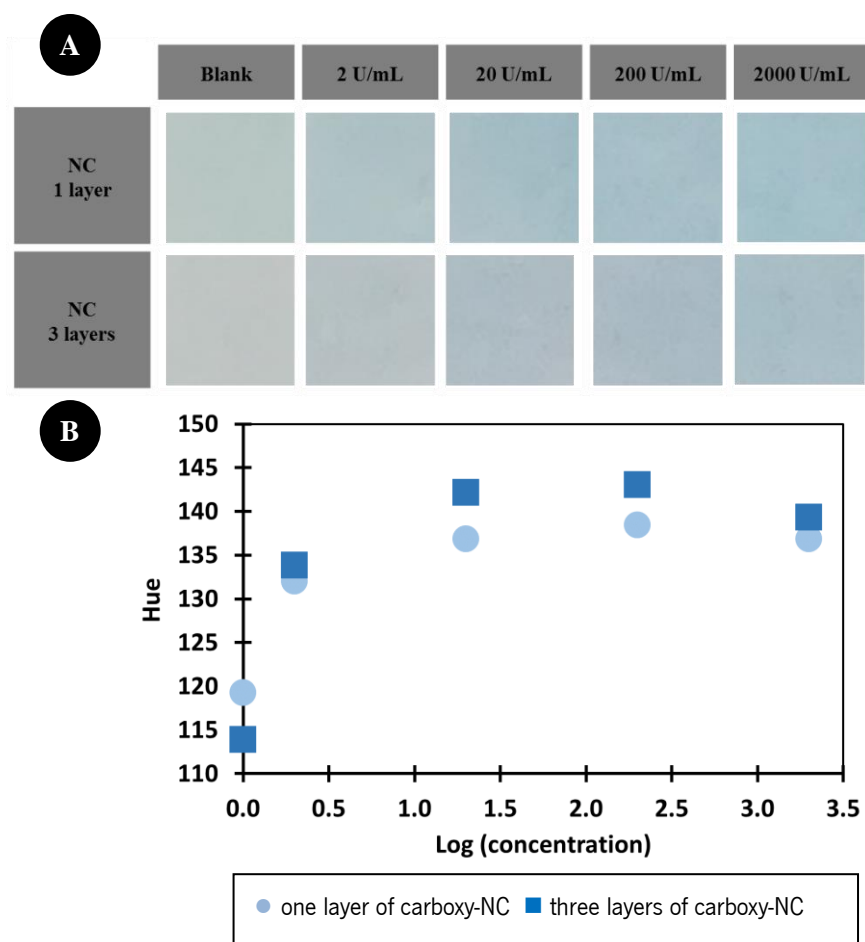 A
Blank 2 U/mL 20 U/mL 200 U/mL 2000 U/mL
NC
1 layer
NC
3 layers
B
150
145
140
135
130
125
120
115
110
Hue
0.0 0.5 1.0 1.5 2.0 2.5 3.0 3.5
Log (concentration)
one layer of carboxy-NC three layers of carboxy-NC